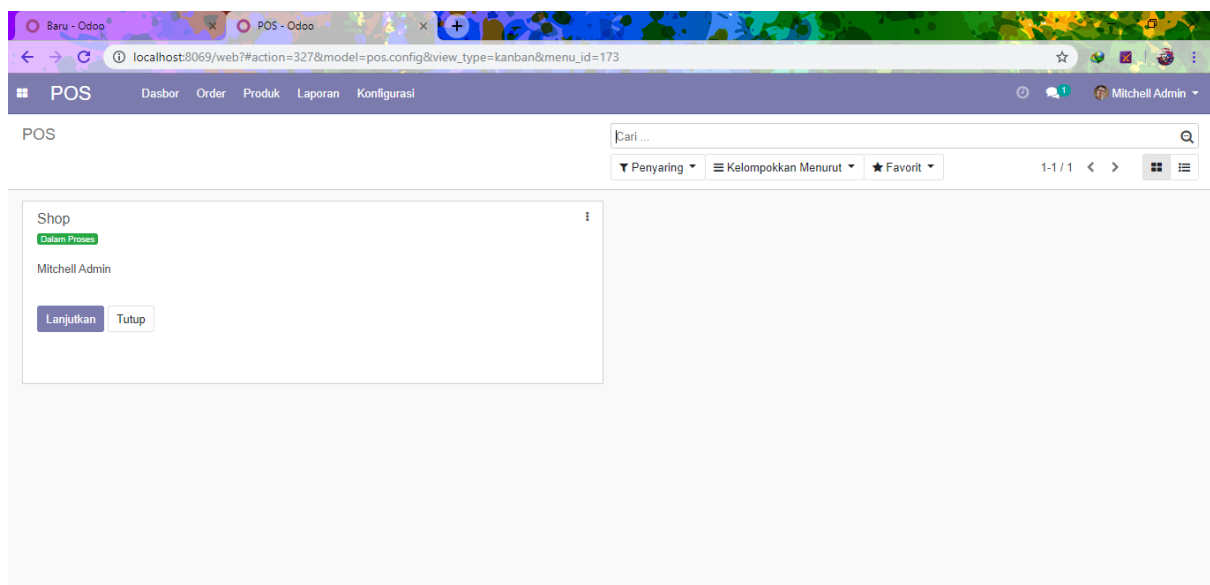 Baru - Odoo
POS - Odoo
localhost:8069/web?#action=327&model=pos.config&view_type=kanban&menu_id=173
POS Dasbor Order Produk Laporan Konfigurasi 1 Mitchell Admin
POS
Cari ...
Penyaring Kelompokkan Menurut Favorit 1-1 / 1
Shop
Dalam Proses
Mitchell Admin
Lanjutkan Tutup